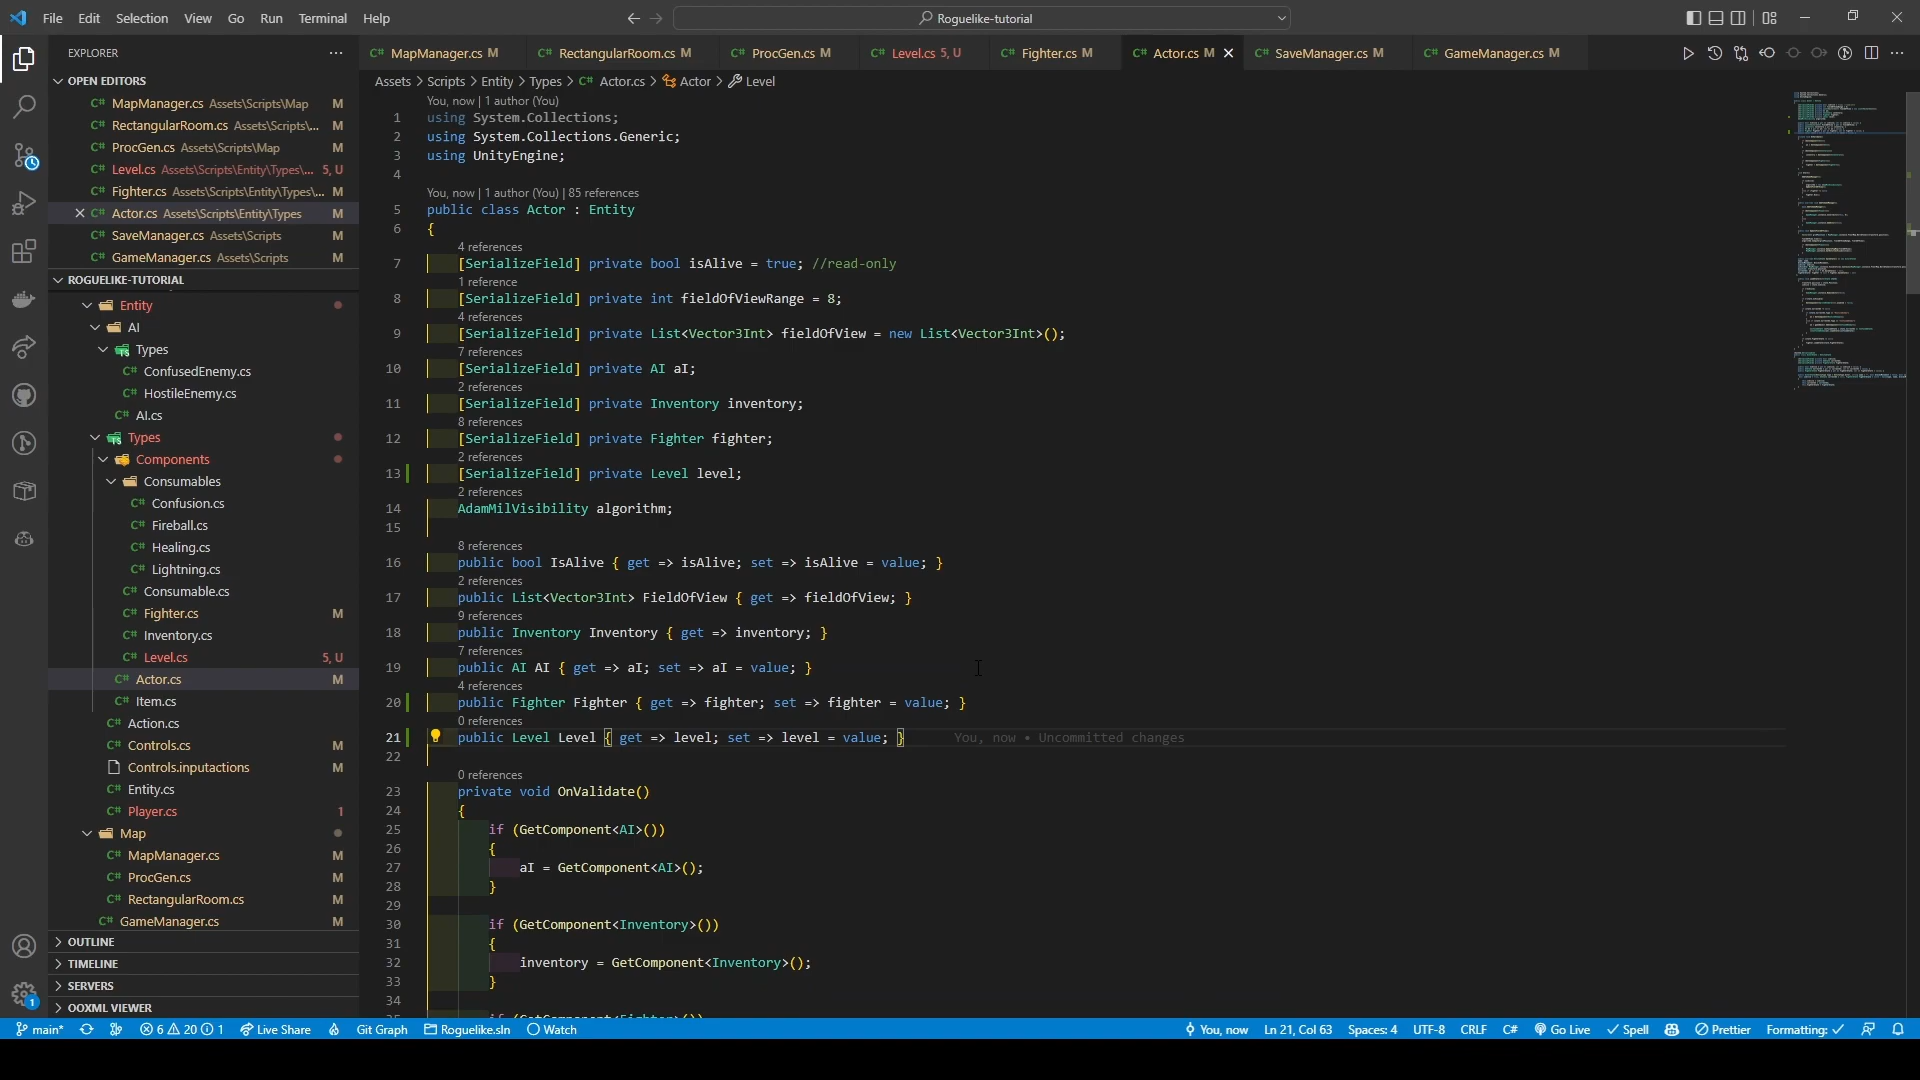 File Edit Selection View Go Run Terminal Help
Roguelike-tutorial
EXPLORER
OPEN EDITORS
MapManager.cs Assets\Scripts\Map M
RectangularRoom.cs Assets\Scripts\... M
ProcGen.cs Assets\Scripts\Map M
Level.cs Assets\Scripts\Entity\Types\... 5, U
Fighter.cs Assets\Scripts\Entity\Types\... M
Actor.cs Assets\Scripts\Entity\Types M
SaveManager.cs Assets\Scripts M
GameManager.cs Assets\Scripts M
ROGUELIKE-TUTORIAL
Entity
AI
Types
C# ConfusedEnemy.cs
C# HostileEnemy.cs
C# AI.cs
Types
Components
Consumables
C# Confusion.cs
C# Fireball.cs
C# Healing.cs
C# Lightning.cs
C# Consumable.cs
C# Fighter.cs M
C# Inventory.cs
C# Level.cs 5, U
C# Actor.cs M
C# Item.cs
C# Action.cs
C# Controls.cs M
Controls.inputactions M
C# Entity.cs
C# Player.cs 1
Map
C# MapManager.cs M
C# ProcGen.cs M
C# RectangularRoom.cs M
C# GameManager.cs M
OUTLINE
TIMELINE
SERVERS
OOXML VIEWER
MapManager.cs M RectangularRoom.cs M ProcGen.cs M Level.cs 5, U Fighter.cs M Actor.cs M SaveManager.cs M GameManager.cs M
Assets > Scripts > Entity > Types > C# Actor.cs > Actor > Level
You, now | 1 author (You)
1 using System.Collections;
2 using System.Collections.Generic;
3 using UnityEngine;
4
You, now | 1 author (You) | 85 references
5 public class Actor : Entity
6 {
4 references
7 [SerializeField] private bool isAlive = true; //read-only
1 reference
8 [SerializeField] private int fieldOfViewRange = 8;
4 references
9 [SerializeField] private List<Vector3Int> fieldOfView = new List<Vector3Int>();
7 references
10 [SerializeField] private AI aI;
2 references
11 [SerializeField] private Inventory inventory;
8 references
12 [SerializeField] private Fighter fighter;
2 references
13 [SerializeField] private Level level;
2 references
14 AdamMilVisibility algorithm;
15
8 references
16 public bool IsAlive { get => isAlive; set => isAlive = value; }
2 references
17 public List<Vector3Int> FieldOfView { get => fieldOfView; }
9 references
18 public Inventory Inventory { get => inventory; }
7 references
19 public AI AI { get => aI; set => aI = value; }
4 references
20 public Fighter Fighter { get => fighter; set => fighter = value; }
0 references
21 public Level Level { get => level; set => level = value; } You, now • Uncommitted changes
22
0 references
23 private void OnValidate()
24 {
25 if (GetComponent<AI>())
26 {
27 aI = GetComponent<AI>();
28 }
29
30 if (GetComponent<Inventory>())
31 {
32 inventory = GetComponent<Inventory>();
33 }
34
main* 6 20 1 Live Share Git Graph Roguelike.sln Watch You, now Ln 21, Col 63 Spaces: 4 UTF-8 CRLF C# Go Live Spell Prettier Formatting: ✓